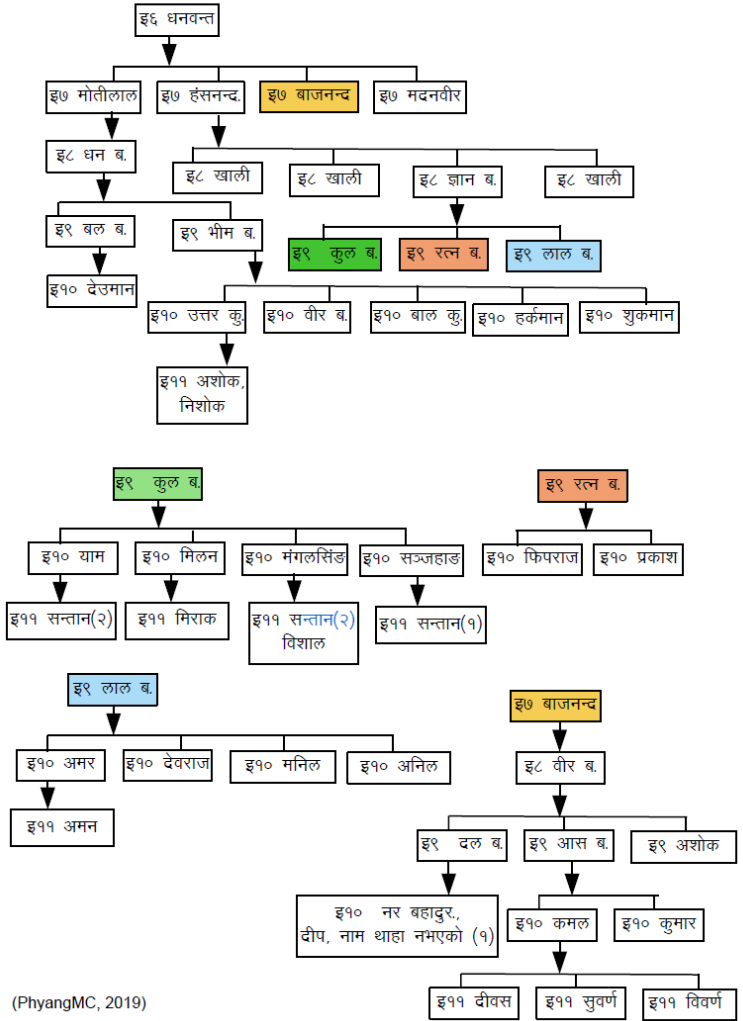 इ६ धनवन्त
इ७ मोतीलाल
इ७ हंसनन्द.
इ७ बाजनन्द
इ७ मदनवीर
इ८ धन ब.
इ८ खाली
इ८ खाली
इ८ ज्ञान ब.
इ८ खाली
इ९ बल ब.
इ९ भीम ब.
इ९ कुल ब.
इ९ रत्न ब.
इ९ लाल ब.
इ१० देउमान
इ१० उत्तर कु.
इ१० वीर ब.
इ१० बाल कु.
इ१० हर्कमान
इ१० शुकमान
इ११ अशोक,
निशोक
इ९ कुल ब.
इ९ रत्न ब.
इ१० याम
इ१० मिलन
इ१० मंगलसिंङ
इ१० सञ्जहाङ
इ१० फिपराज
इ१० प्रकाश
इ११ सन्तान(२)
इ११ मिराक
इ११ सन्तान(२)
विशाल
इ११ सन्तान(१)
इ९ लाल ब.
इ७ बाजनन्द
इ१० अमर
इ१० देवराज
इ१० मनिल
इ१० अनिल
इ८ वीर ब.
इ११ अमन
इ९ दल ब.
इ९ आस ब.
इ९ अशोक
इ१० नर बहादुर.,
दीप, नाम थाहा नभएको (१)
इ१० कमल
इ१० कुमार
इ११ दीवस
इ११ सुवर्ण
इ११ विवर्ण
(PhyangMC, 2019)